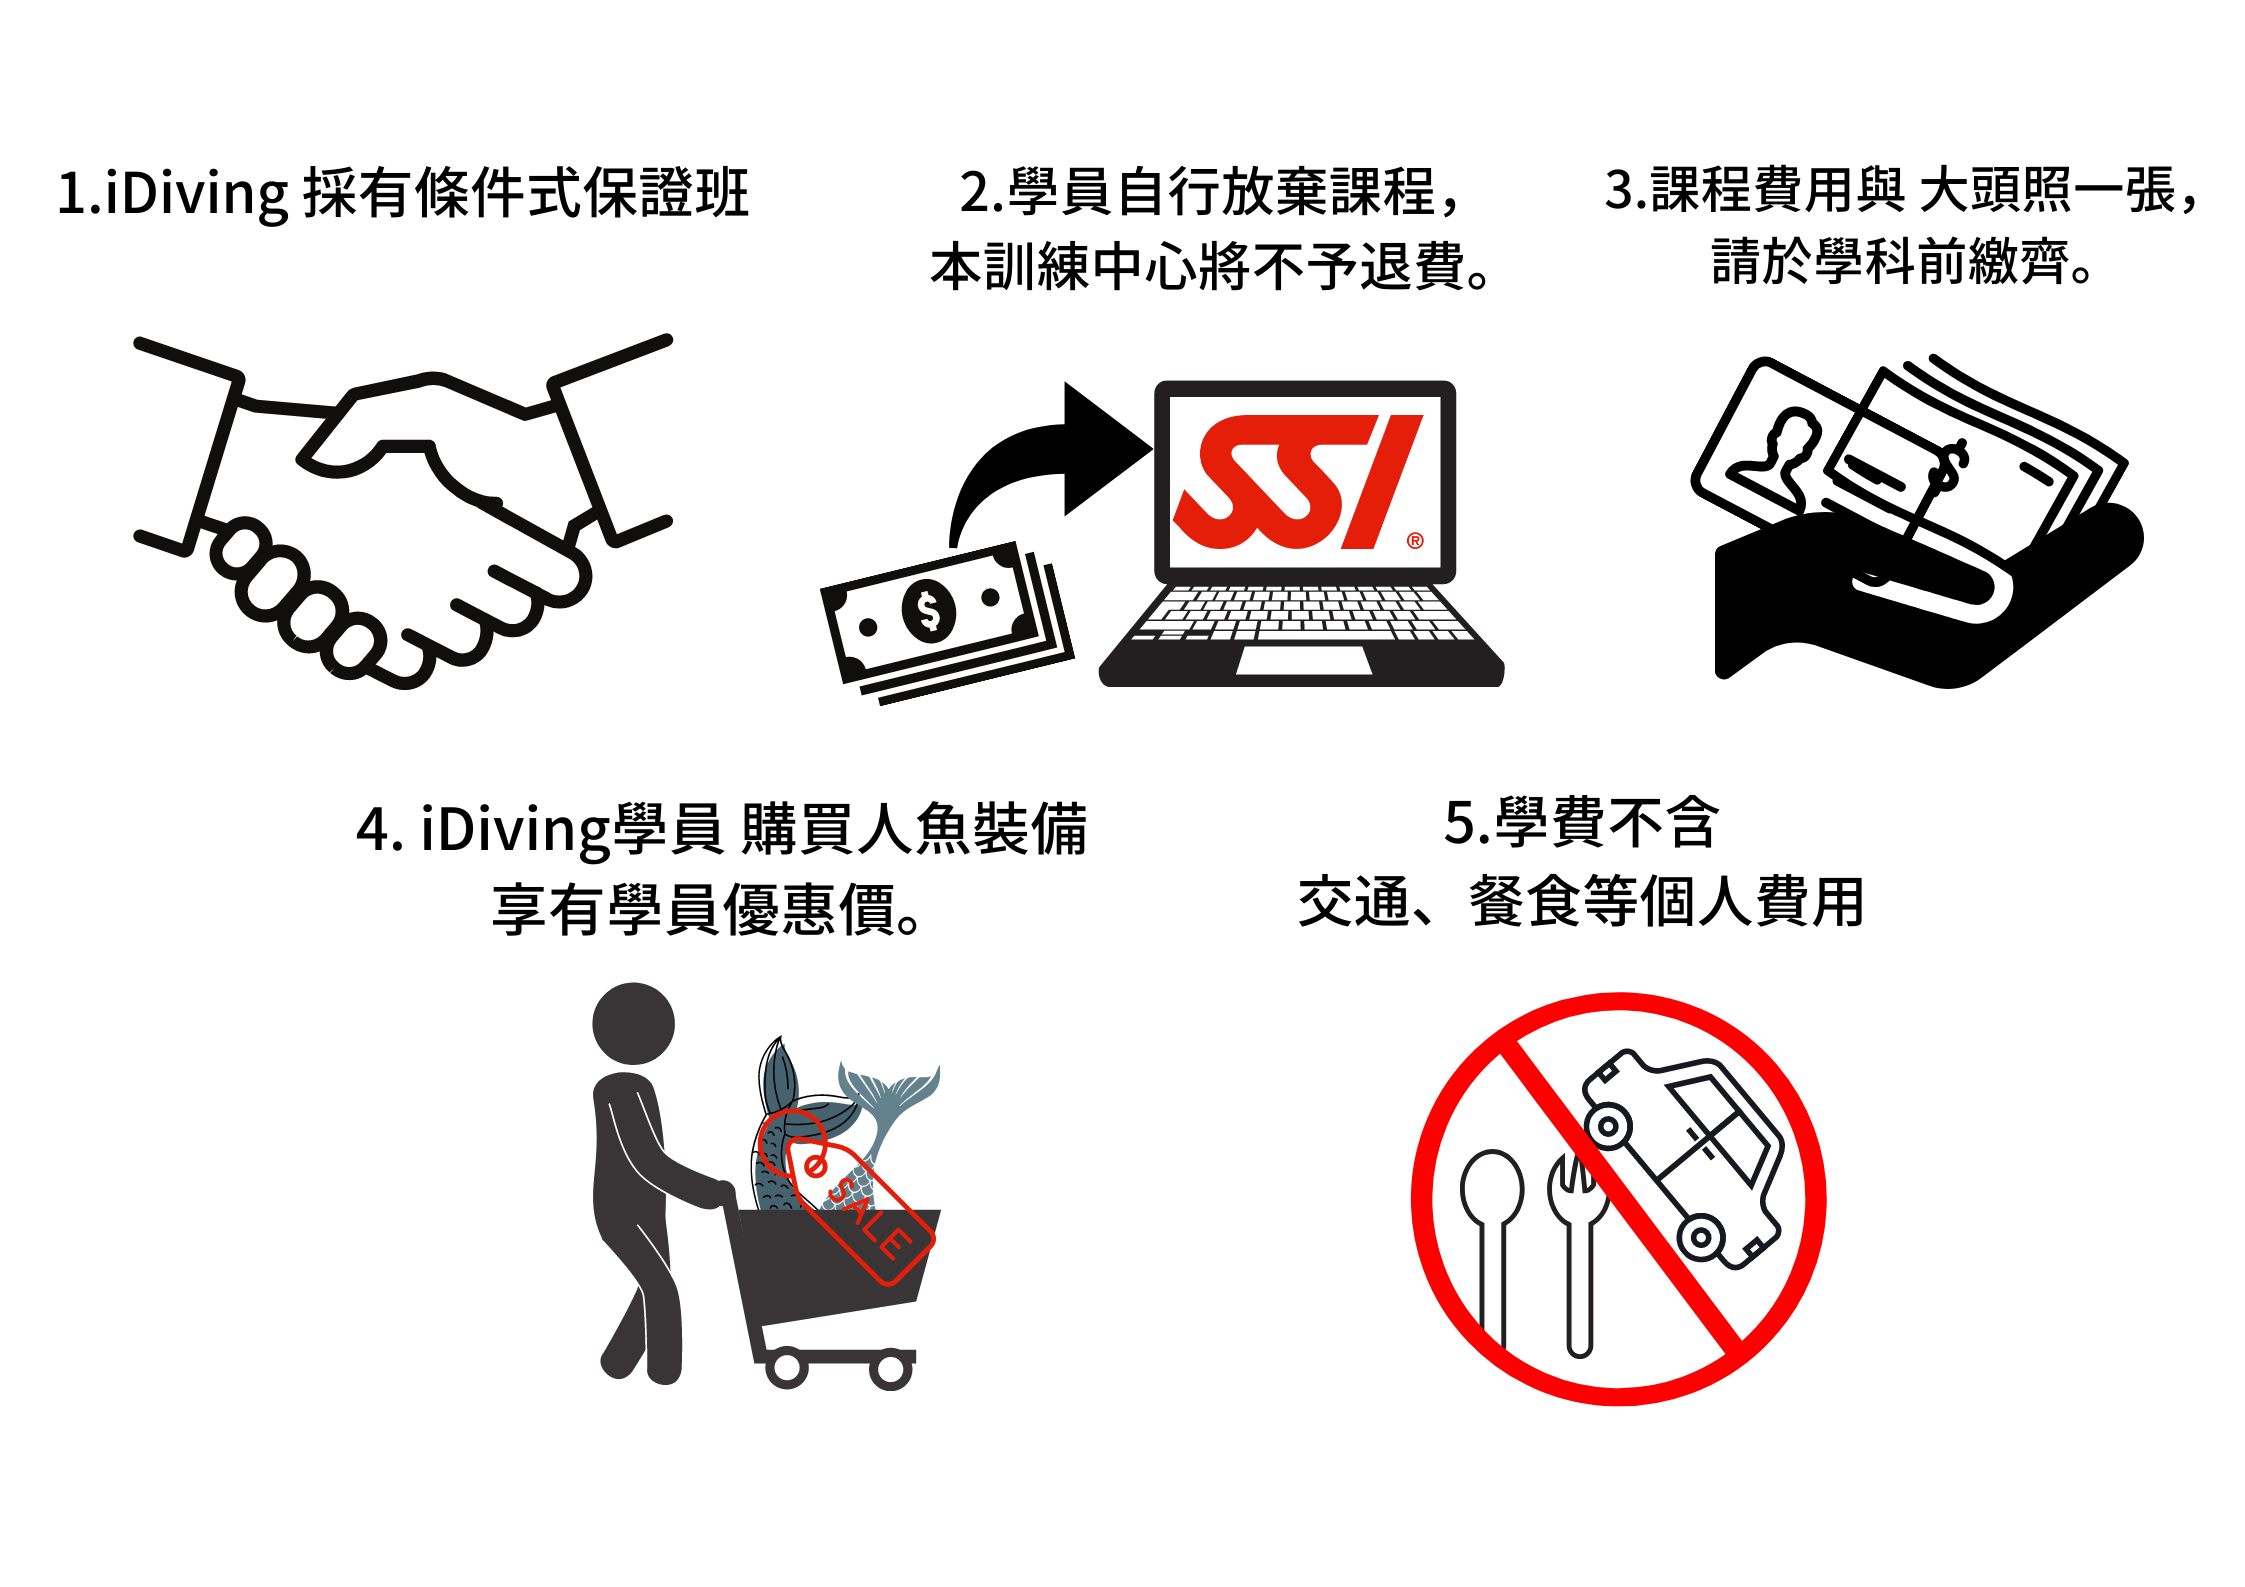 1.iDiving 採有條件式保證班
2.學員自行放棄課程，
本訓練中心將不予退費。
3.課程費用與 大頭照一張，
請於學科前繳齊。
SSI
®
4. iDiving學員 購買人魚裝備
享有學員優惠價。
SALE
5.學費不含
交通、餐食等個人費用